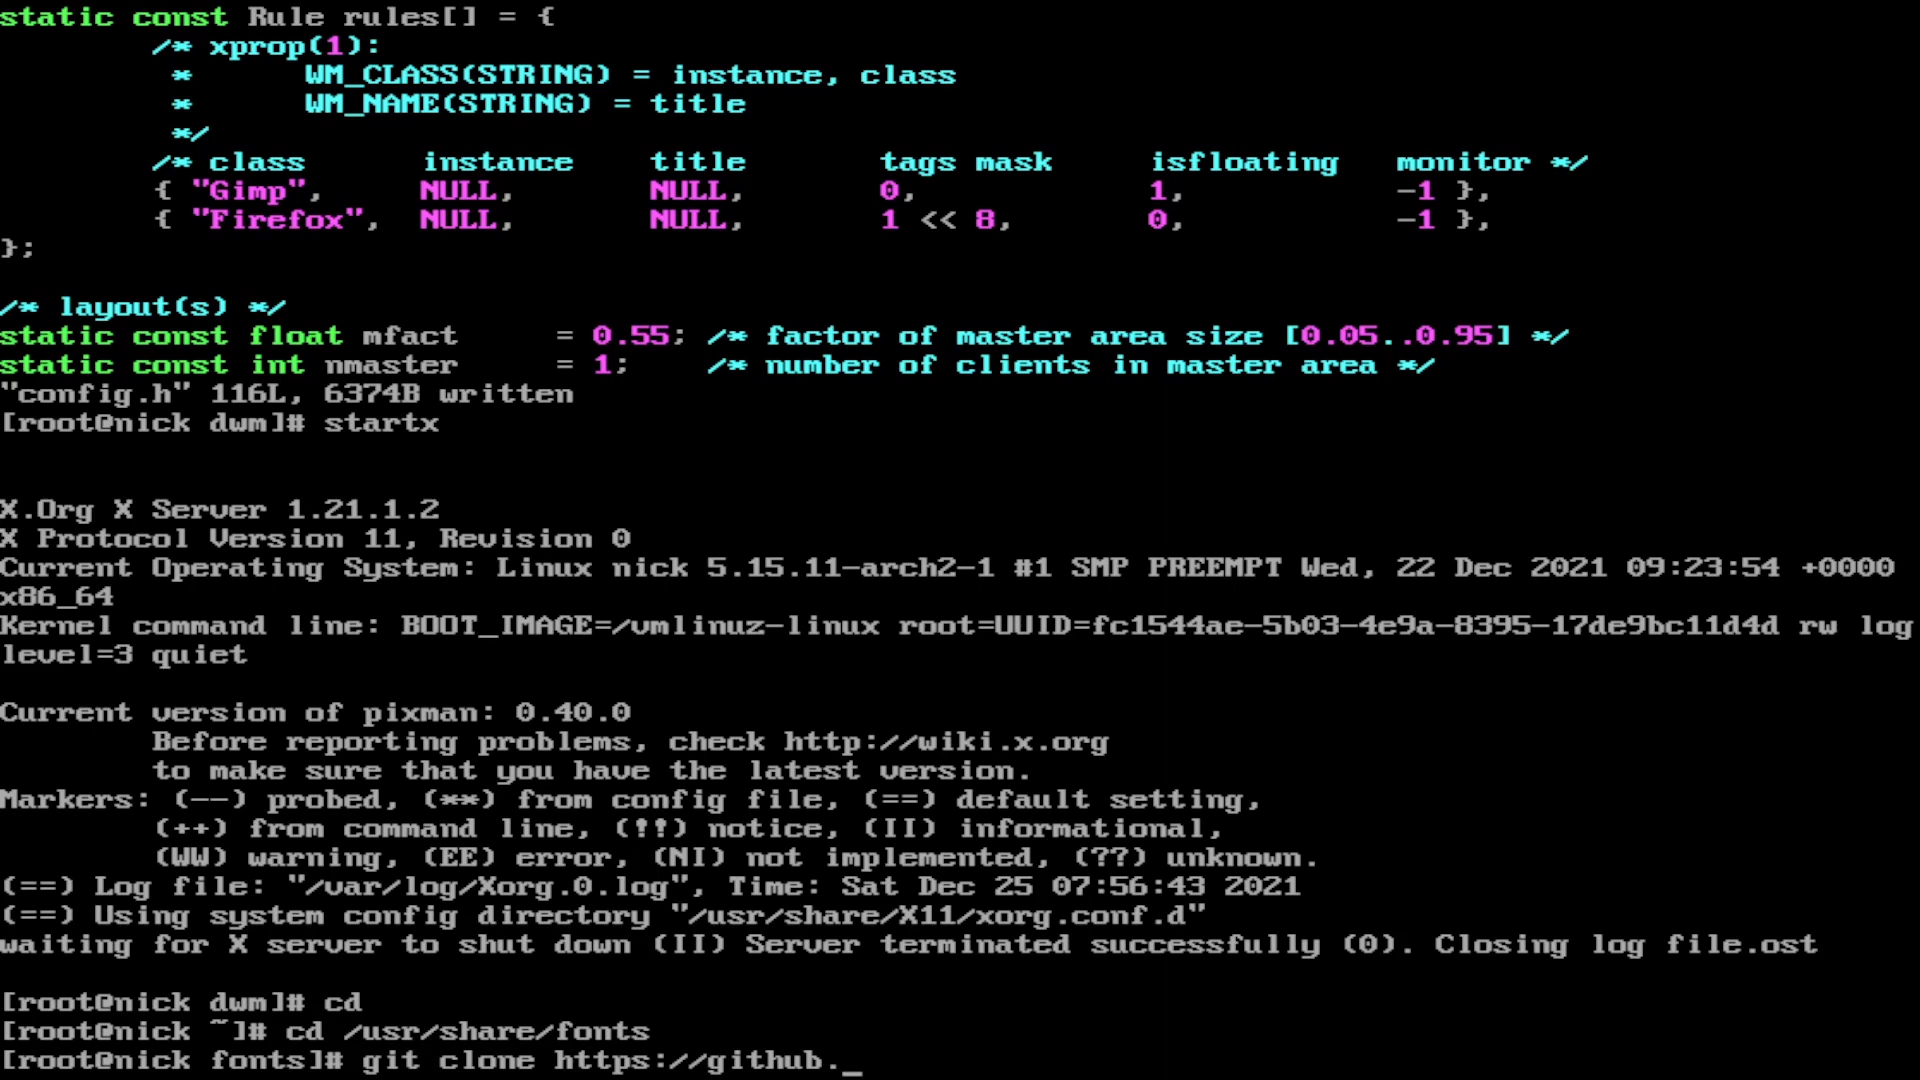 static const Rule rules[] = {
/* xprop(1):
* WM_CLASS(STRING) = instance, class
* WM_NAME(STRING) = title
*/
/* class instance title tags mask isfloating monitor */
{ "Gimp", NULL, NULL, 0, 1, -1 },
{ "Firefox", NULL, NULL, 1 << 8, 0, -1 },
};
/* layout(s) */
static const float mfact = 0.55; /* factor of master area size [0.05..0.95] */
static const int nmaster = 1; /* number of clients in master area */
"config.h" 116L, 6374B written
[root@nick dwm]# startx
X.Org X Server 1.21.1.2
X Protocol Version 11, Revision 0
Current Operating System: Linux nick 5.15.11-arch2-1 #1 SMP PREEMPT Wed, 22 Dec 2021 09:23:54 +0000
x86_64
Kernel command line: BOOT_IMAGE=/vmlinuz-linux root=UUID=fc1544ae-5b03-4e9a-8395-17de9bc11d4d rw log
level=3 quiet
Current version of pixman: 0.40.0
Before reporting problems, check http://wiki.x.org
to make sure that you have the latest version.
Markers: (--) probed, (**) from config file, (==) default setting,
(++) from command line, (!!) notice, (II) informational,
(WW) warning, (EE) error, (NI) not implemented, (??) unknown.
(==) Log file: "/var/log/Xorg.0.log", Time: Sat Dec 25 07:56:43 2021
(==) Using system config directory "/usr/share/X11/xorg.conf.d"
waiting for X server to shut down (II) Server terminated successfully (0). Closing log file.ost
[root@nick dwm]# cd
[root@nick ~]# cd /usr/share/fonts
[root@nick fonts]# git clone https://github._